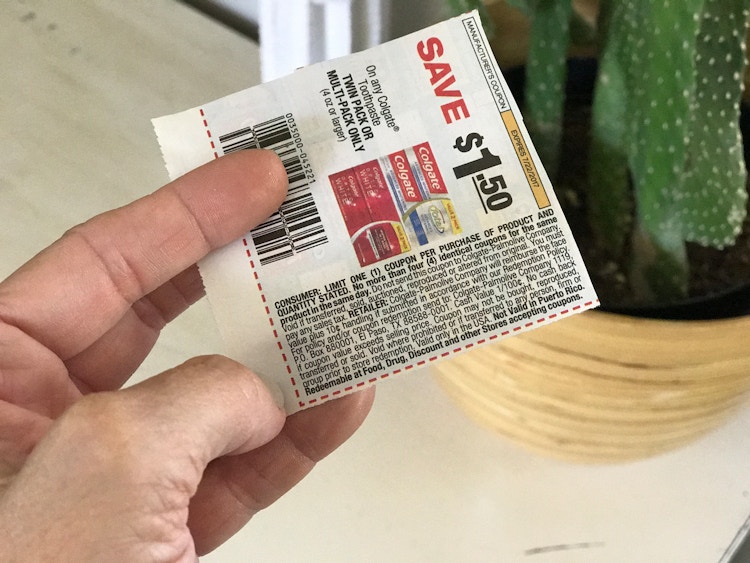 MANUFACTURER'S COUPON
EXPIRES 7/22/2017
SAVE $1.50
On any Colgate®
Toothpaste
TWIN PACK OR
MULTI-PACK ONLY
(4 oz or larger)
Colgate
Colgate
Colgate
WHITE
Total
0035000-045221
CONSUMER: LIMIT ONE (1) COUPON PER PURCHASE OF PRODUCT AND
QUANTITY STATED. No more than four (4) identical coupons for the same
product in the same day. Do not send this coupon to Colgate-Palmolive Company.
Void if transferred, sold, auctioned, reproduced or altered from original. You must
pay any sales tax. RETAILER: Colgate-Palmolive Company will reimburse the face
value plus 10¢ handling, if submitted in accordance with our Redemption Policy.
For policy and/or coupon redemption send to: Colgate-Palmolive Company 1119,
P.O. Box 880001, El Paso, TX 88588-0001. Cash Value 1/100¢. No cash back
if coupon value exceeds selling price. Coupon may not be bought, reproduced,
transferred or sold. Void where prohibited or if transferred to any person, firm or
group prior to store redemption. Valid only in the USA. Not Valid in Puerto Rico.
Redeemable at Food, Drug, Discount and other Stores accepting coupons.